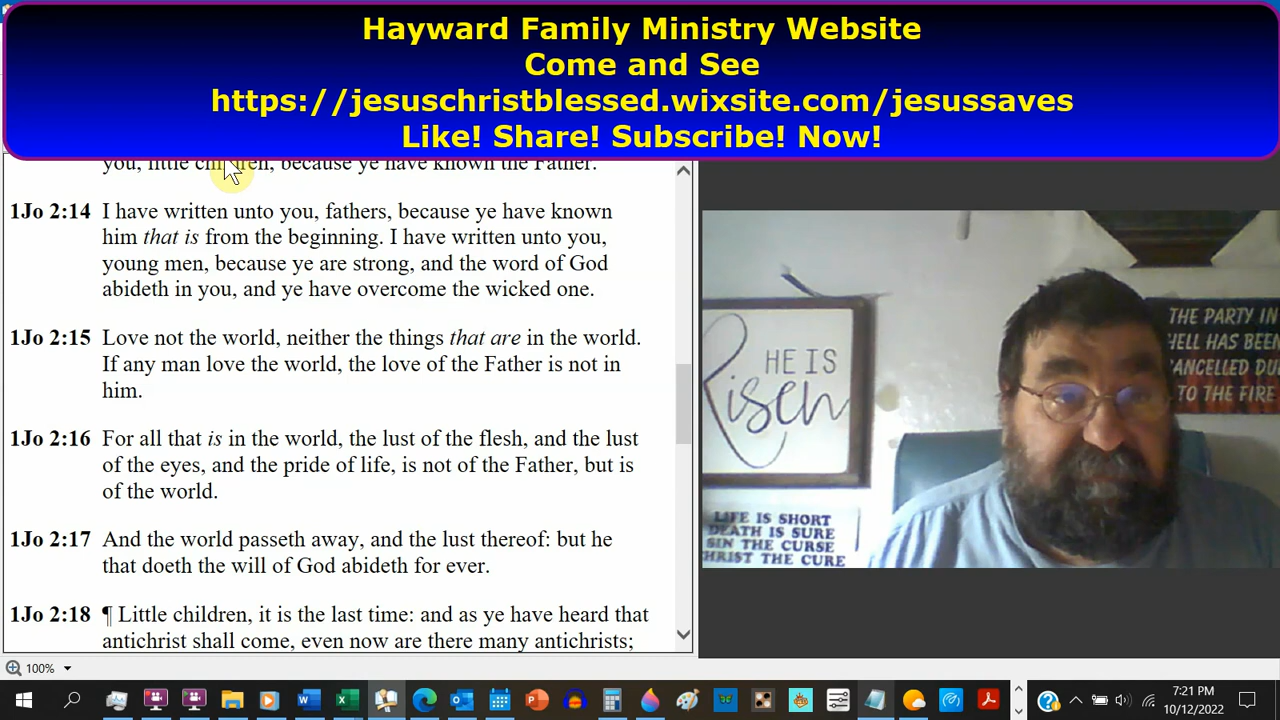 Hayward Family Ministry Website
Come and See
https://jesuschristblessed.wixsite.com/jesussaves
Like! Share! Subscribe! Now!
you, little children, because ye have known the Father.
1Jo 2:14 I have written unto you, fathers, because ye have known
him that is from the beginning. I have written unto you,
young men, because ye are strong, and the word of God
abideth in you, and ye have overcome the wicked one.
1Jo 2:15 Love not the world, neither the things that are in the world.
If any man love the world, the love of the Father is not in
him.
1Jo 2:16 For all that is in the world, the lust of the flesh, and the lust
of the eyes, and the pride of life, is not of the Father, but is
of the world.
1Jo 2:17 And the world passeth away, and the lust thereof: but he
that doeth the will of God abideth for ever.
1Jo 2:18 ¶ Little children, it is the last time: and as ye have heard that
antichrist shall come, even now are there many antichrists;
HE IS
Risen
LIFE IS SHORT
DEATH IS SURE
SIN THE CURSE
CHRIST THE CURE
THE PARTY IN
HELL HAS BEEN
CANCELLED DUE
TO THE FIRE
100%
7:21 PM
10/12/2022